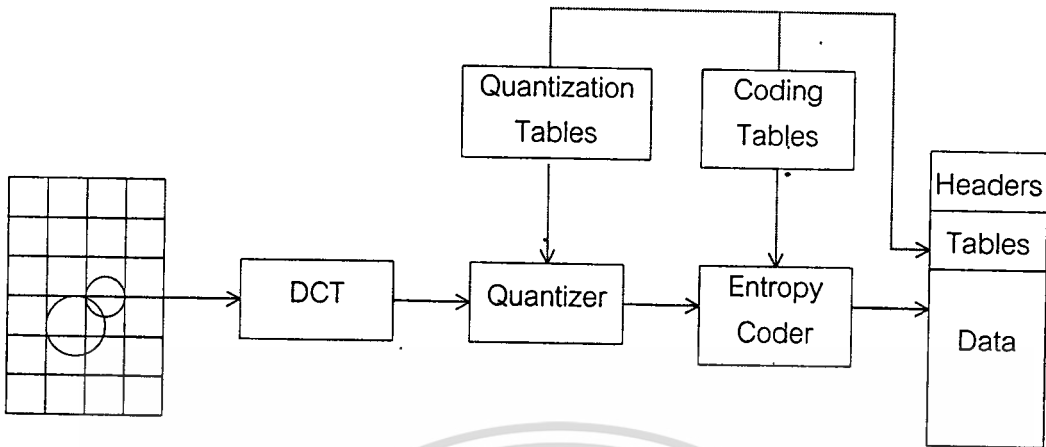 Quantization
Tables
Coding
Tables
Headers
Tables
Data
DCT
Quantizer
Entropy
Coder